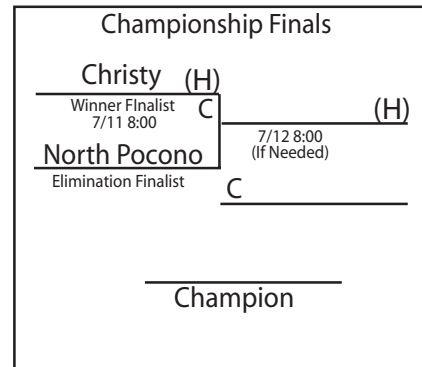 Championship Finals
Christy (H)
Winner FInalist
7/11 8:00
C
North Pocono
Elimination Finalist
(H)
7/12 8:00
(If Needed)
C
Champion